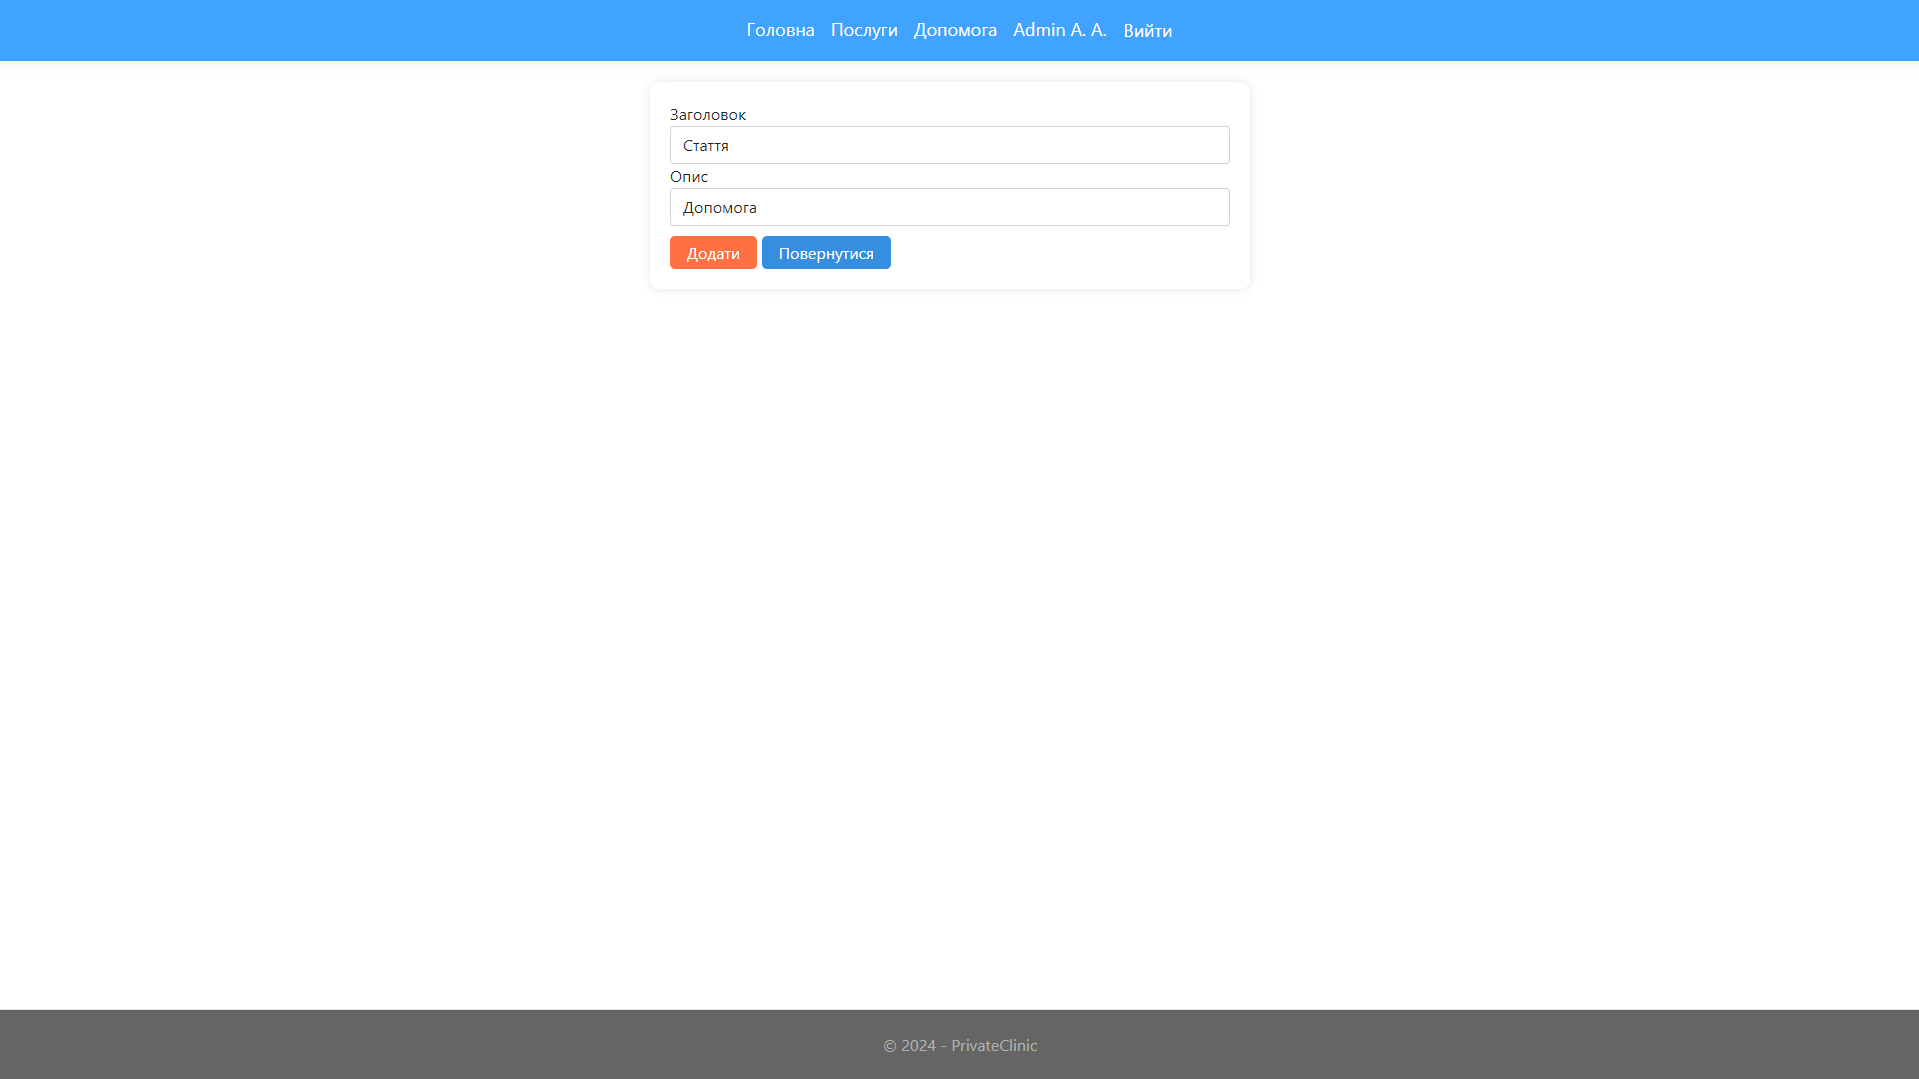 Головна Послуги Допомога Admin A. A. Вийти
Заголовок
Стаття
Опис
Допомога
Додати Повернутися
© 2024 - PrivateClinic